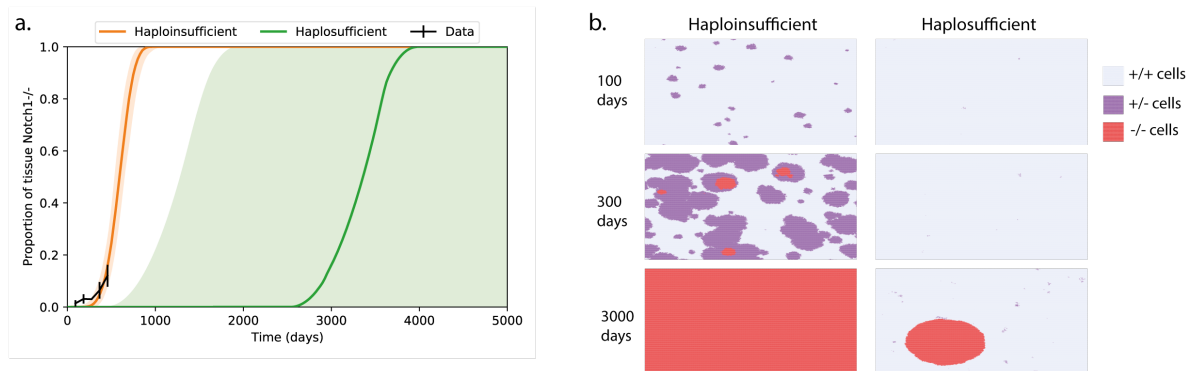 a.
Haploinsufficient Haplosufficient Data
Proportion of tissue Notch1-/-
1.0
0.8
0.6
0.4
0.2
0.0
0 1000 2000 3000 4000 5000
Time (days)
b.
Haploinsufficient Haplosufficient
100
days
300
days
3000
days
+/+ cells
+/- cells
-/- cells